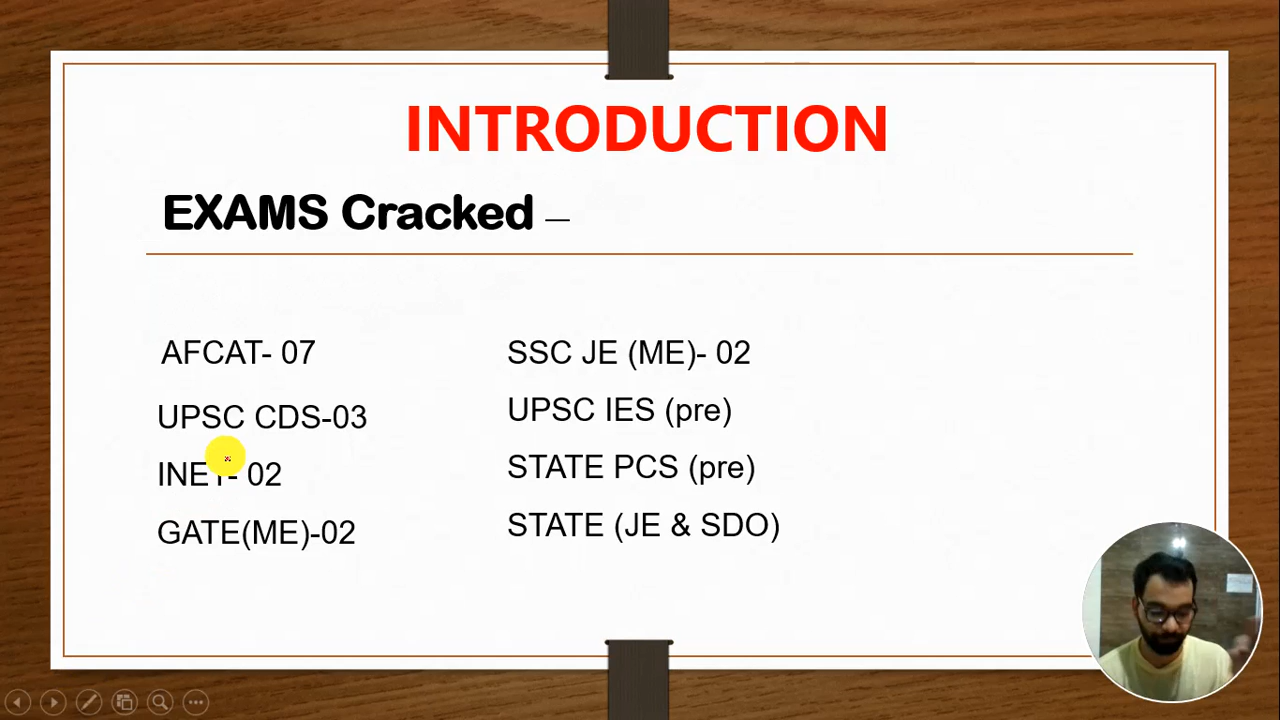 INTRODUCTION
EXAMS Cracked –
AFCAT- 07
UPSC CDS-03
INET- 02
GATE(ME)-02
SSC JE (ME)- 02
UPSC IES (pre)
STATE PCS (pre)
STATE (JE & SDO)